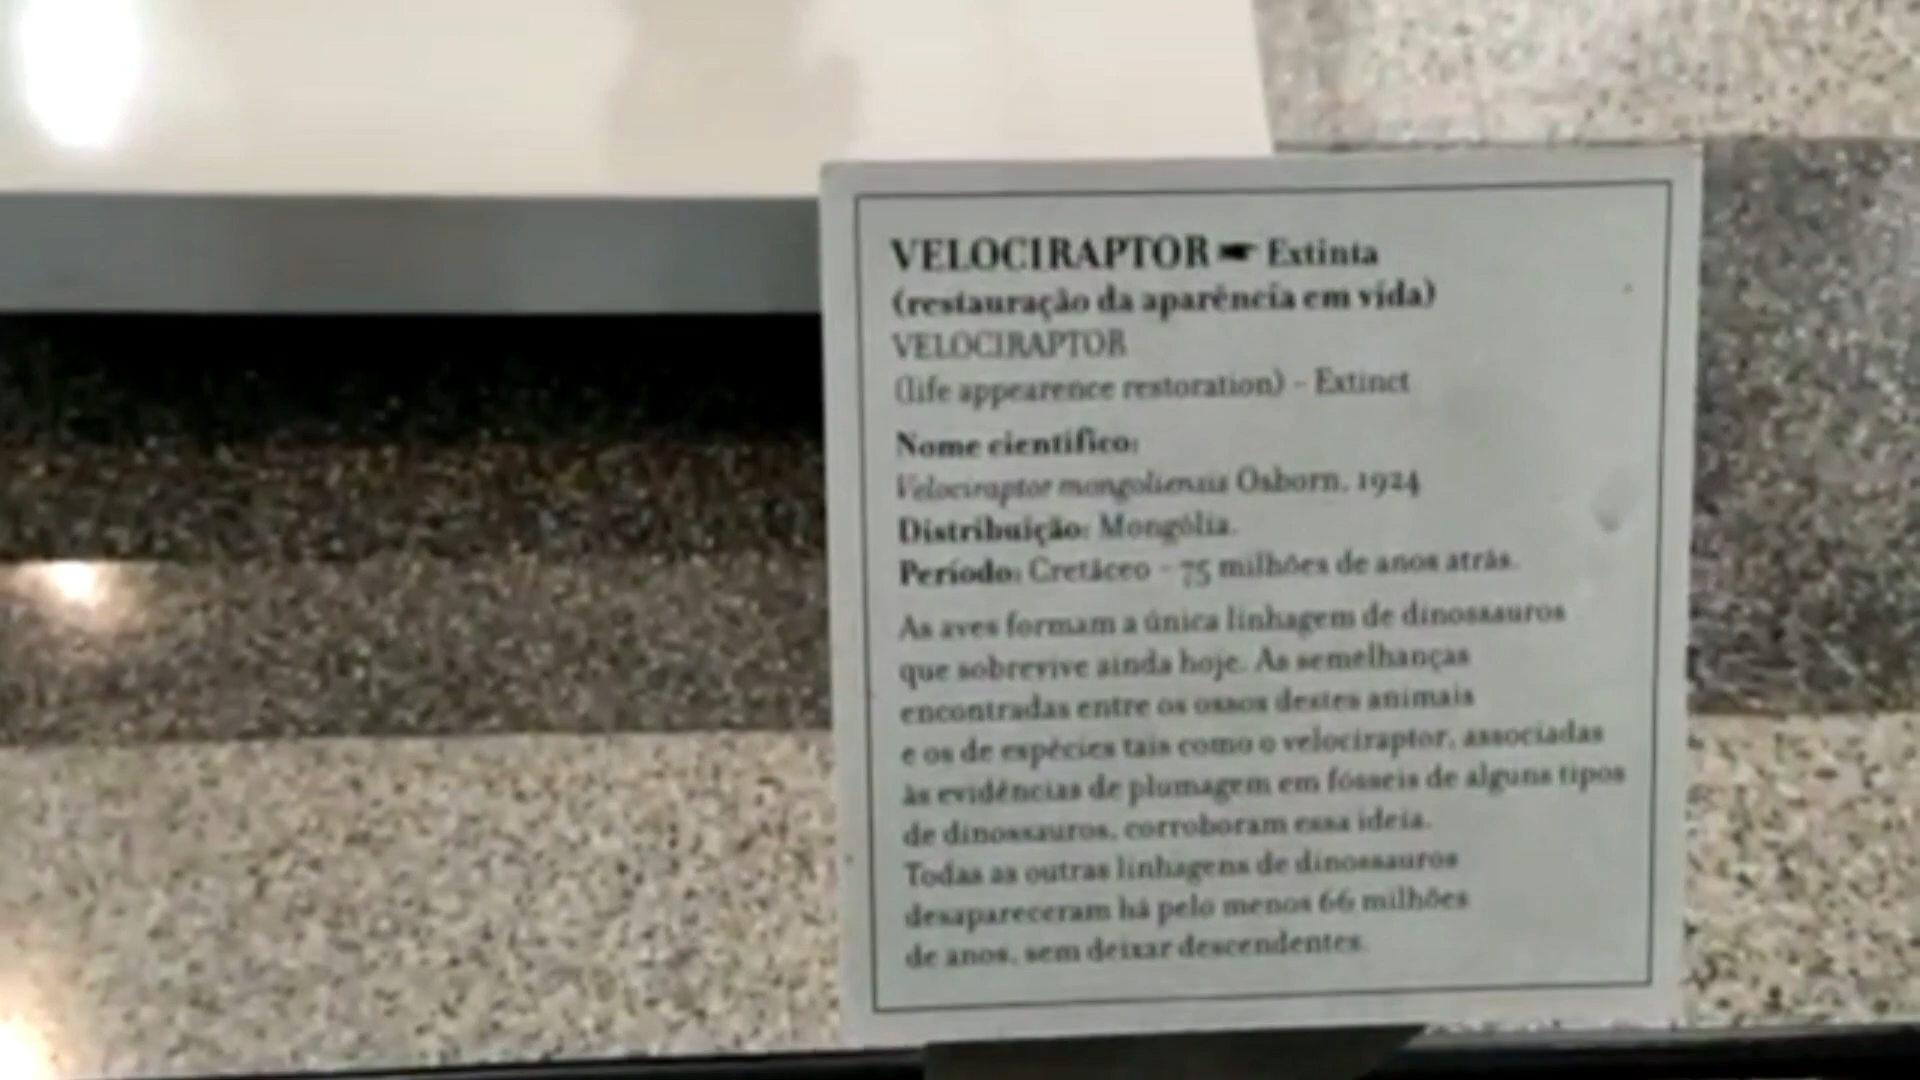 VELOCIRAPTOR Extinta
(restauração da aparência em vida)
VELOCIRAPTOR
(life appearence restoration) – Extinct
Nome científico:
Velociraptor mongoliensis Osborn, 1924
Distribuição: Mongólia.
Período: Cretáceo – 75 milhões de anos atrás.
As aves formam a única linhagem de dinossauros
que sobrevive ainda hoje. As semelhanças
encontradas entre os ossos destes animais
e os de espécies tais como o velociraptor, associadas
às evidências de plumagem em fósseis de alguns tipos
de dinossauros, corroboram essa ideia.
Todas as outras linhagens de dinossauros
desapareceram há pelo menos 66 milhões
de anos, sem deixar descendentes.